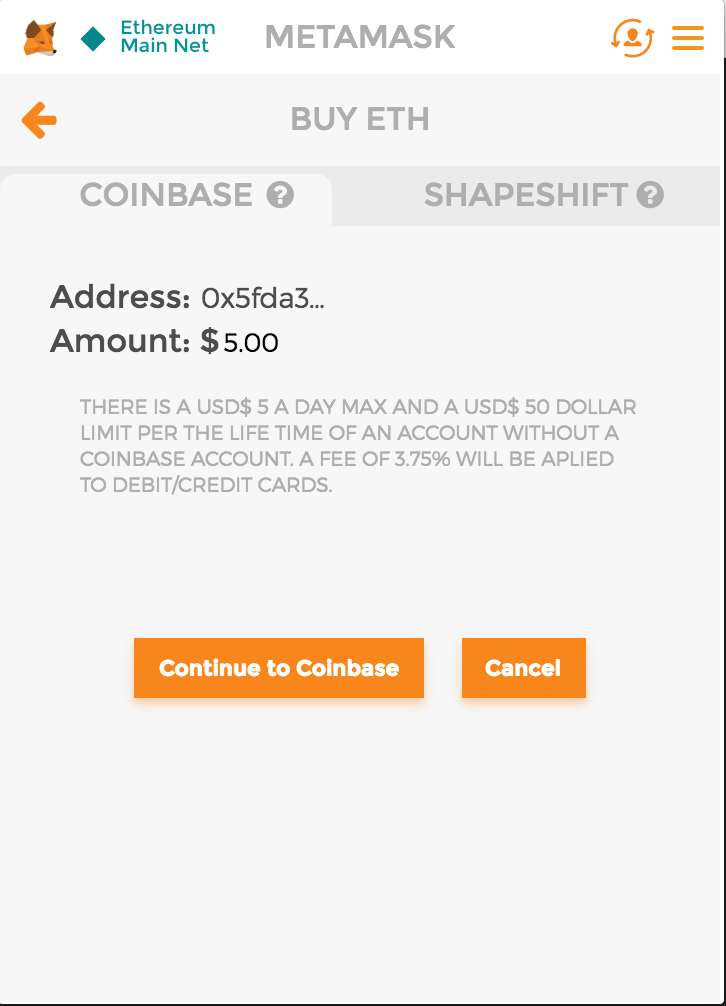 Ethereum
Main Net
METAMASK
BUY ETH
COINBASE ?
SHAPESHIFT ?
Address: 0x5fda3...
Amount: $ 5.00
THERE IS A USD$ 5 A DAY MAX AND A USD$ 50 DOLLAR
LIMIT PER THE LIFE TIME OF AN ACCOUNT WITHOUT A
COINBASE ACCOUNT. A FEE OF 3.75% WILL BE APLIED
TO DEBIT/CREDIT CARDS.
Continue to Coinbase
Cancel